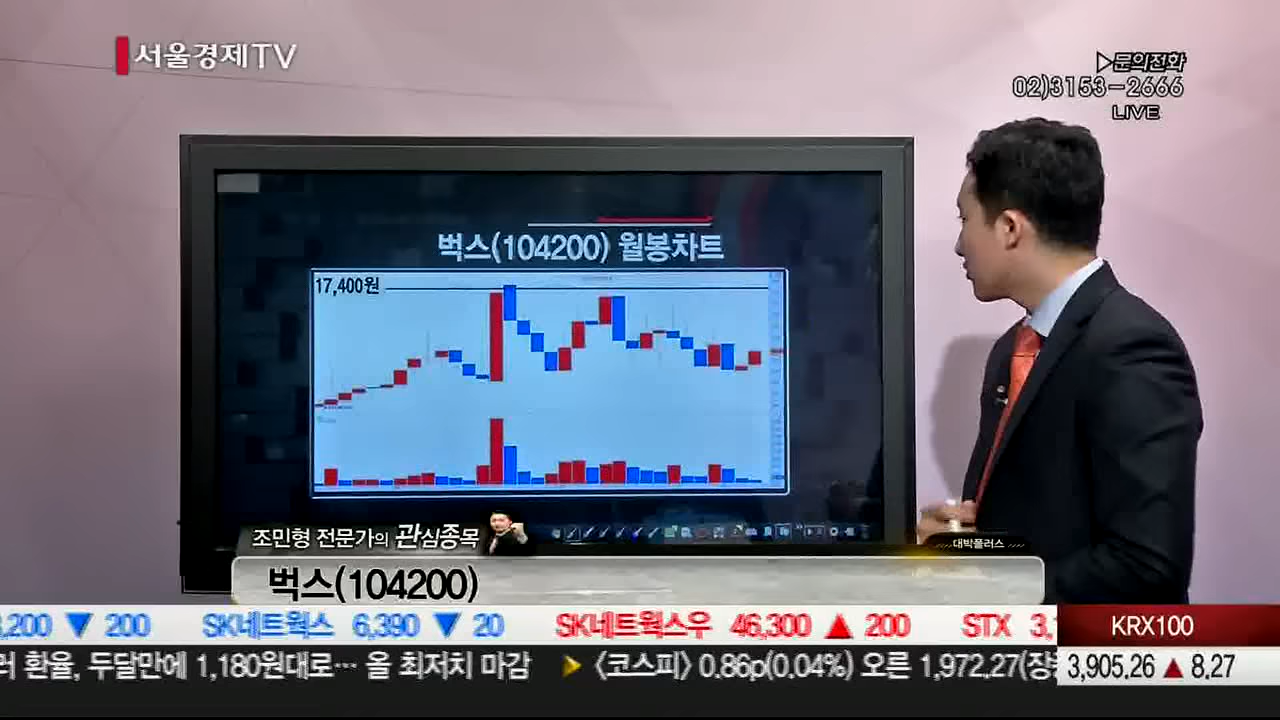 서울경제TV
▷문의전화
02)3153-2666
LIVE
벅스(104200) 월봉차트
17,400원
조민형 전문가의 관심종목
대박플러스
벅스(104200)
,200 ▼ 200 SK네트웍스 6,390 ▼ 20 SK네트웍스우 46,300 ▲ 200 STX 3,
KRX100
러 환율, 두달만에 1,180원대로… 올 최저치 마감 〈코스피〉 0.86p(0.04%) 오른 1,972.27(장
3,905.26 ▲ 8.27